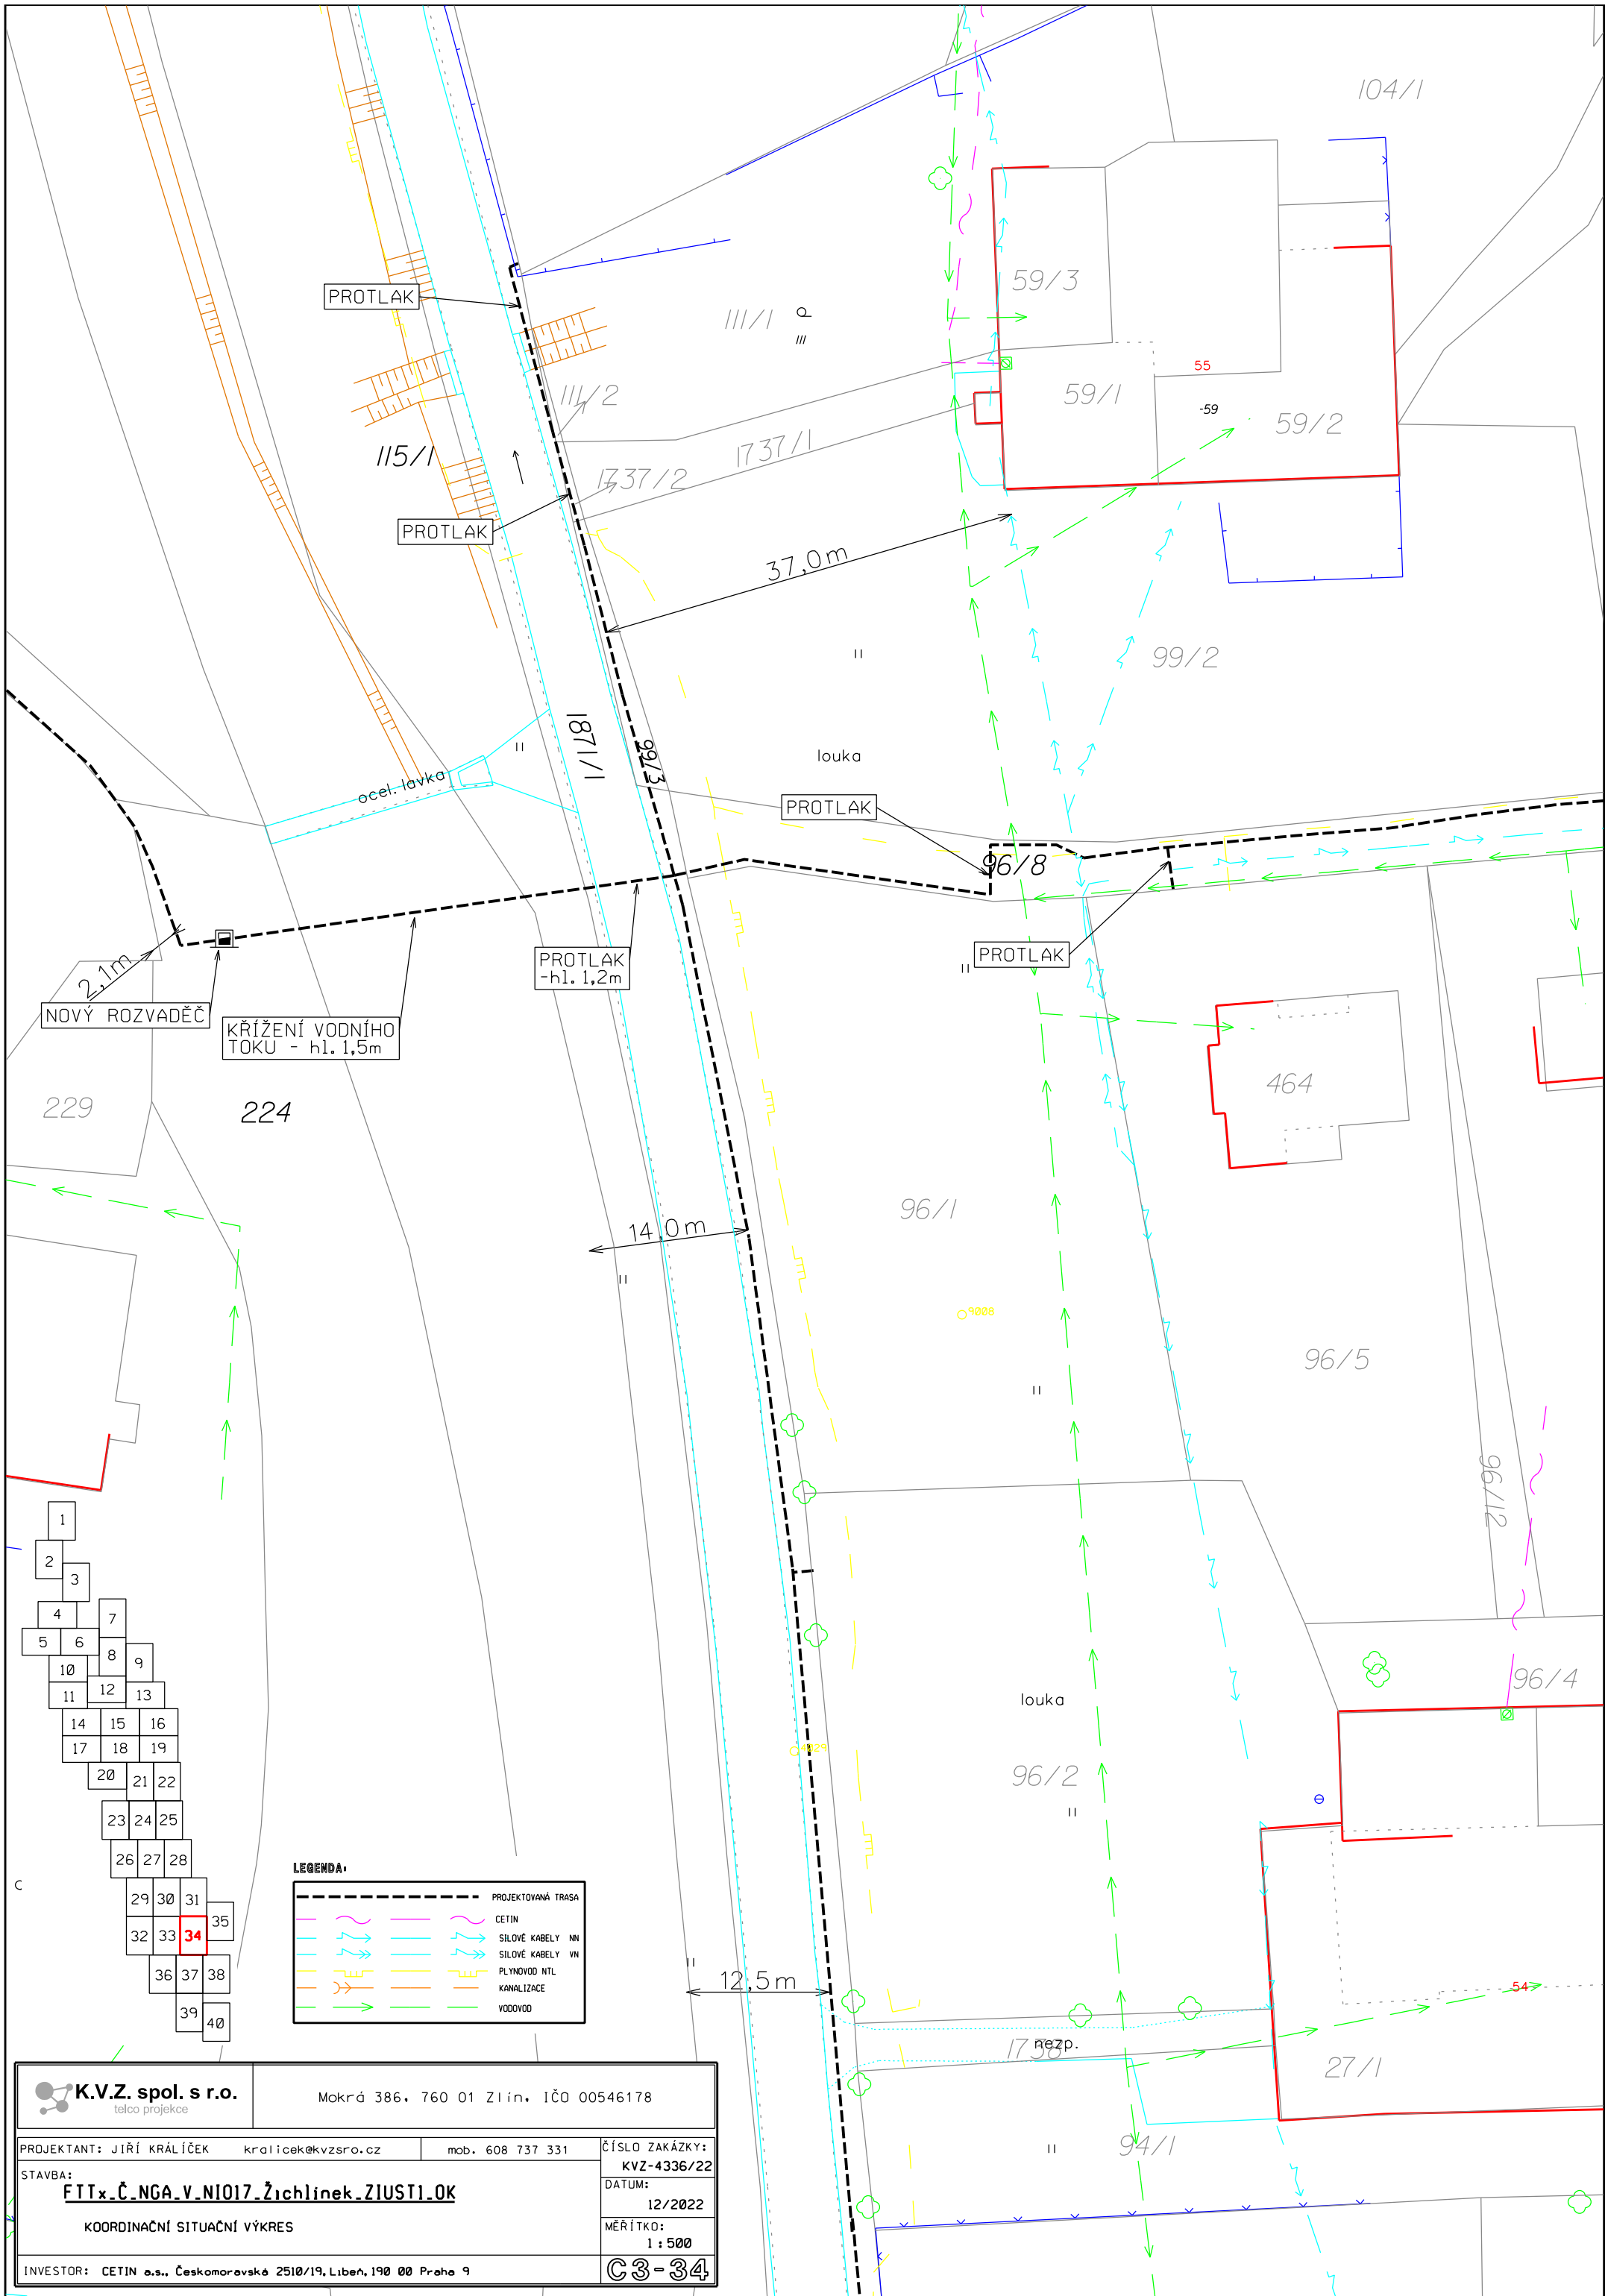 104/1
PROTLAK
59/3
111/1
111/2
59/1
55
-59
59/2
115/1
1737/1
1737/2
PROTLAK
37,0m
99/2
1871/1
99/3
louka
ocel. lavka
PROTLAK
96/8
PROTLAK
-hl. 1,2m
PROTLAK
2,1m
NOVÝ ROZVADĚČ
KŘÍŽENÍ VODNÍHO
TOKU - hl. 1,5m
229
224
464
96/1
14,0m
9008
96/5
96/12
96/4
louka
4029
96/2
12,5m
54
1738
nezp.
27/1
94/1
1
2
3
4
7
5
6
8
9
10
12
11
13
14
15
16
17
18
19
20
21
22
23
24
25
26
27
28
29
30
31
32
33
34
35
36
37
38
39
40
LEGENDA:
PROJEKTOVANÁ TRASA
CETIN
SILOVÉ KABELY NN
SILOVÉ KABELY VN
PLYNOVOD NTL
KANALIZACE
VODOVOD
K.V.Z. spol. s r.o.
telco projekce
Mokrá 386, 760 01 Zlín, IČO 00546178
PROJEKTANT: JIŘÍ KRÁLÍČEK kralicek@kvzsro.cz mob. 608 737 331
ČÍSLO ZAKÁZKY:
KVZ-4336/22
STAVBA:
FTTx_Č_NGA_V_NIO17_Žichlínek_ZIUST1_OK
DATUM:
12/2022
KOORDINAČNÍ SITUAČNÍ VÝKRES
MĚŘÍTKO:
1:500
INVESTOR: CETIN a.s., Českomoravská 2510/19, Libeň, 190 00 Praha 9
C3-34